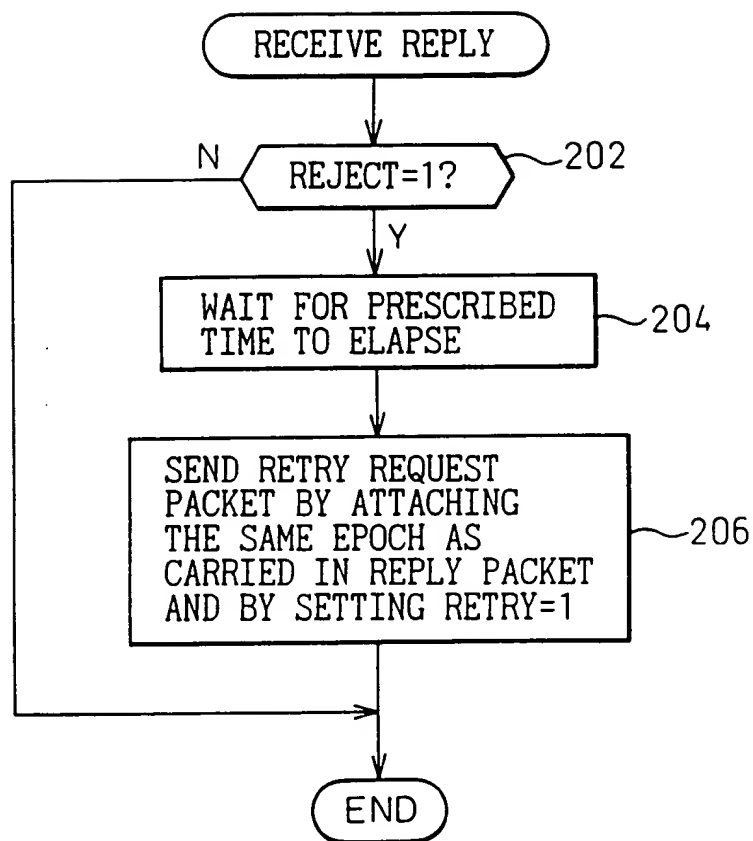 RECEIVE REPLY
N
REJECT=1?
202
Y
WAIT FOR PRESCRIBED
TIME TO ELAPSE
204
SEND RETRY REQUEST
PACKET BY ATTACHING
THE SAME EPOCH AS
CARRIED IN REPLY PACKET
AND BY SETTING RETRY=1
206
END